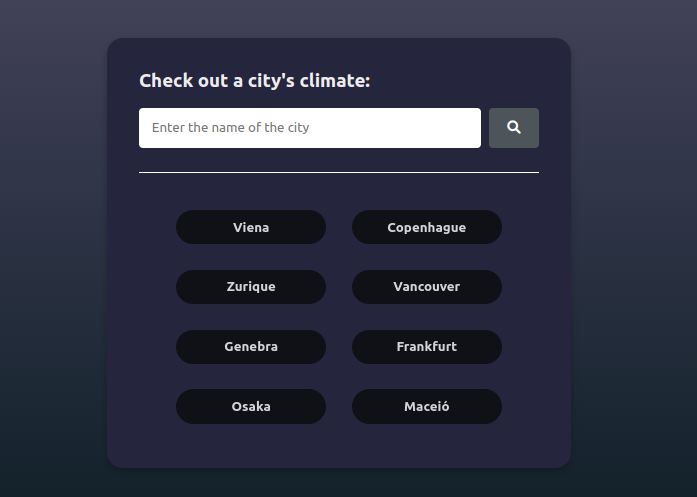 Check out a city's climate:
Enter the name of the city
Viena
Copenhague
Zurique
Vancouver
Genebra
Frankfurt
Osaka
Maceió